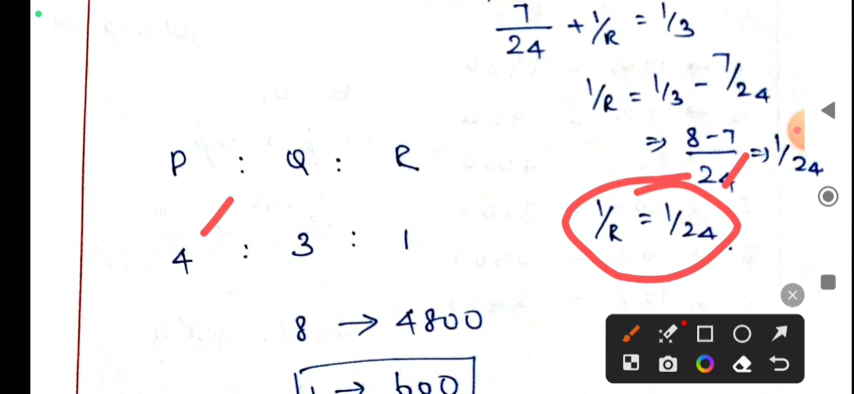 7/24 + 1/R = 1/3
1/R = 1/3 - 7/24
⇒ 8-7/24 ⇒ 1/24
1/R = 1/24.
P : Q : R
4 : 3 : 1
8 → 4800
1 → 600